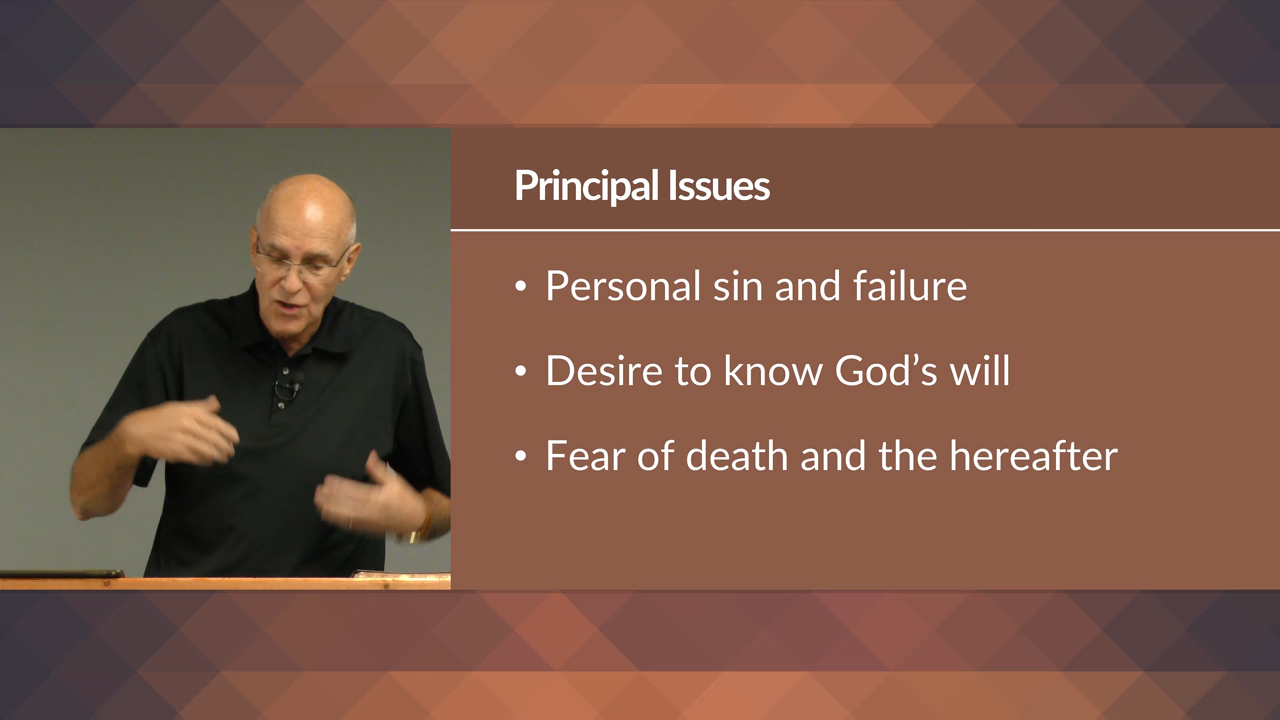 Principal Issues
• Personal sin and failure
• Desire to know God’s will
• Fear of death and the hereafter